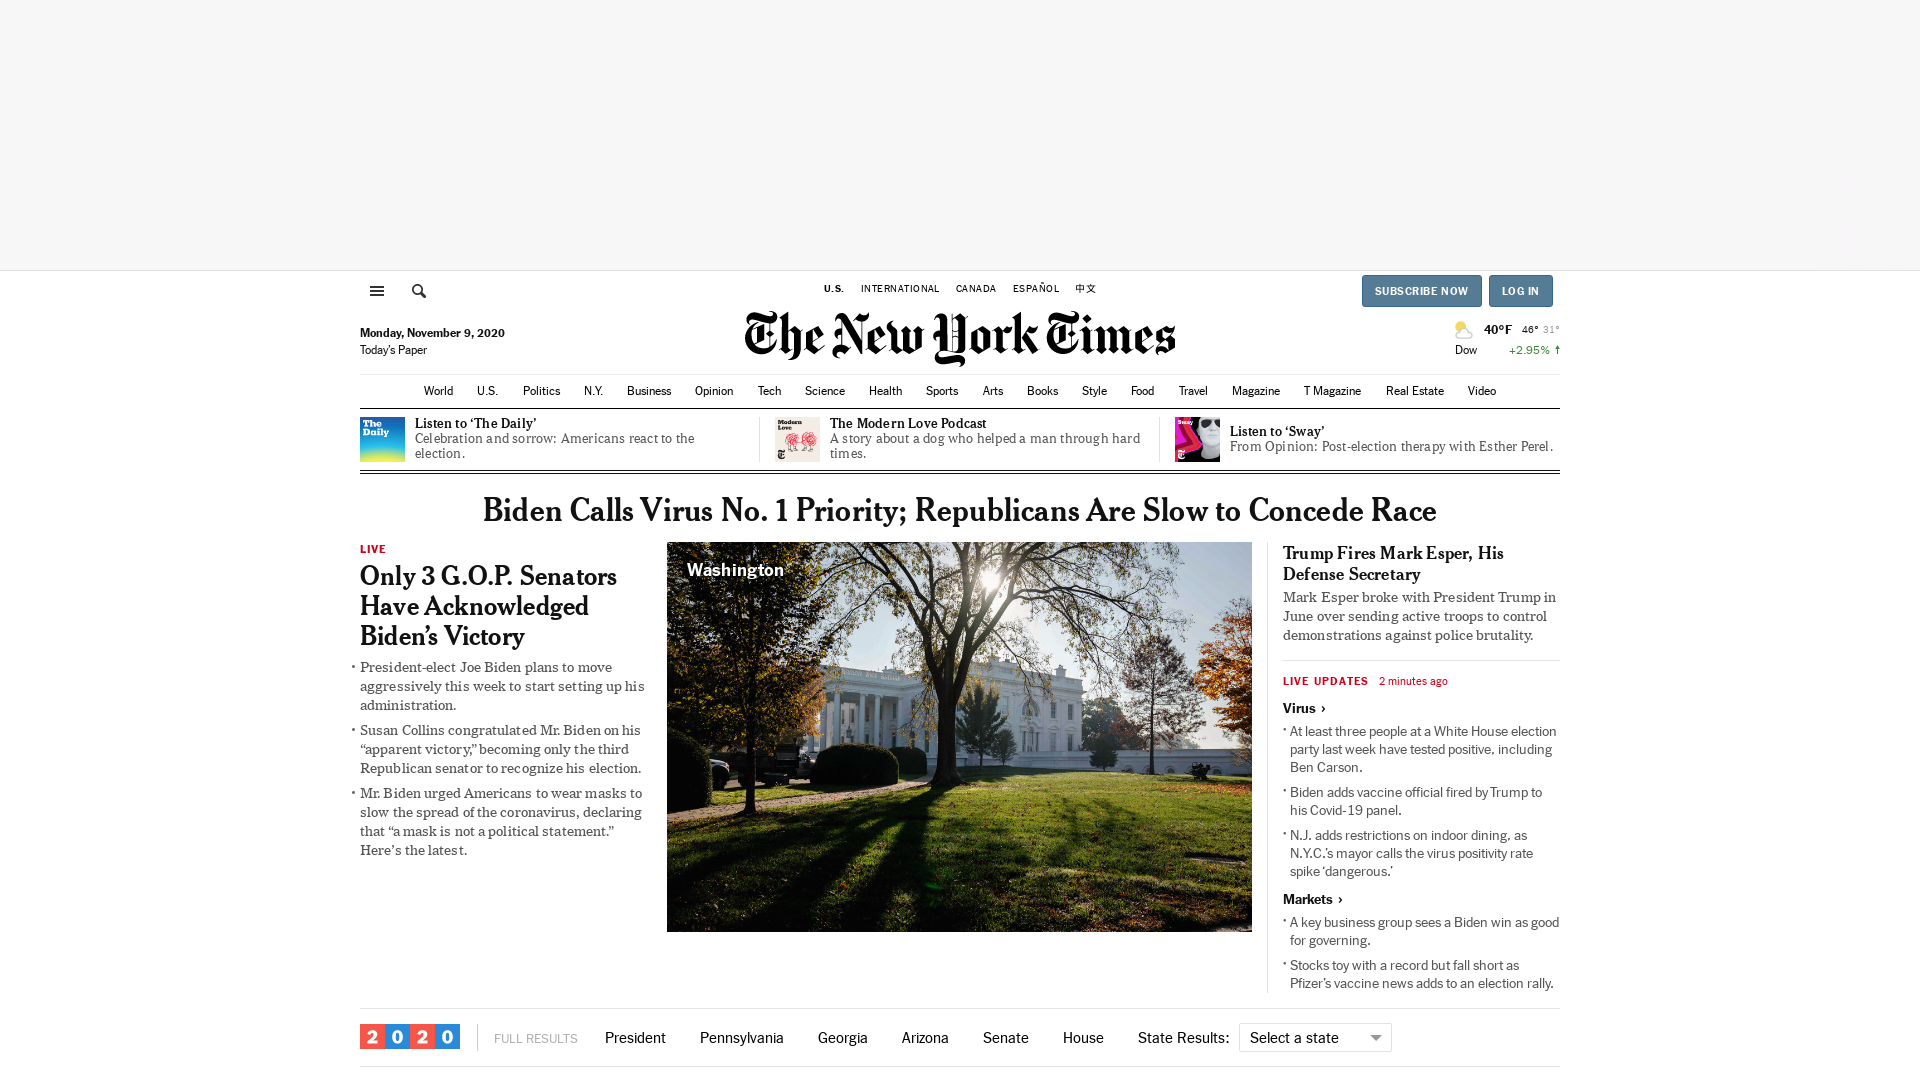 U.S. INTERNATIONAL CANADA ESPAÑOL 中文
SUBSCRIBE NOW LOG IN
Monday, November 9, 2020
Today's Paper
The New York Times
40°F 46° 31°
Dow +2.95% ↑
World U.S. Politics N.Y. Business Opinion Tech Science Health Sports Arts Books Style Food Travel Magazine T Magazine Real Estate Video
The
Daily
Listen to ‘The Daily’
Celebration and sorrow: Americans react to the
election.
Modern
Love
The Modern Love Podcast
A story about a dog who helped a man through hard
times.
Sway
Listen to ‘Sway’
From Opinion: Post-election therapy with Esther Perel.
Biden Calls Virus No. 1 Priority; Republicans Are Slow to Concede Race
LIVE
Only 3 G.O.P. Senators
Have Acknowledged
Biden’s Victory
• President-elect Joe Biden plans to move
aggressively this week to start setting up his
administration.
• Susan Collins congratulated Mr. Biden on his
“apparent victory,” becoming only the third
Republican senator to recognize his election.
• Mr. Biden urged Americans to wear masks to
slow the spread of the coronavirus, declaring
that “a mask is not a political statement.”
Here’s the latest.
Washington
Trump Fires Mark Esper, His
Defense Secretary
Mark Esper broke with President Trump in
June over sending active troops to control
demonstrations against police brutality.
LIVE UPDATES 2 minutes ago
Virus ›
• At least three people at a White House election
party last week have tested positive, including
Ben Carson.
• Biden adds vaccine official fired by Trump to
his Covid-19 panel.
• N.J. adds restrictions on indoor dining, as
N.Y.C.’s mayor calls the virus positivity rate
spike ‘dangerous.’
Markets ›
• A key business group sees a Biden win as good
for governing.
• Stocks toy with a record but fall short as
Pfizer’s vaccine news adds to an election rally.
2020 FULL RESULTS President Pennsylvania Georgia Arizona Senate House State Results: Select a state